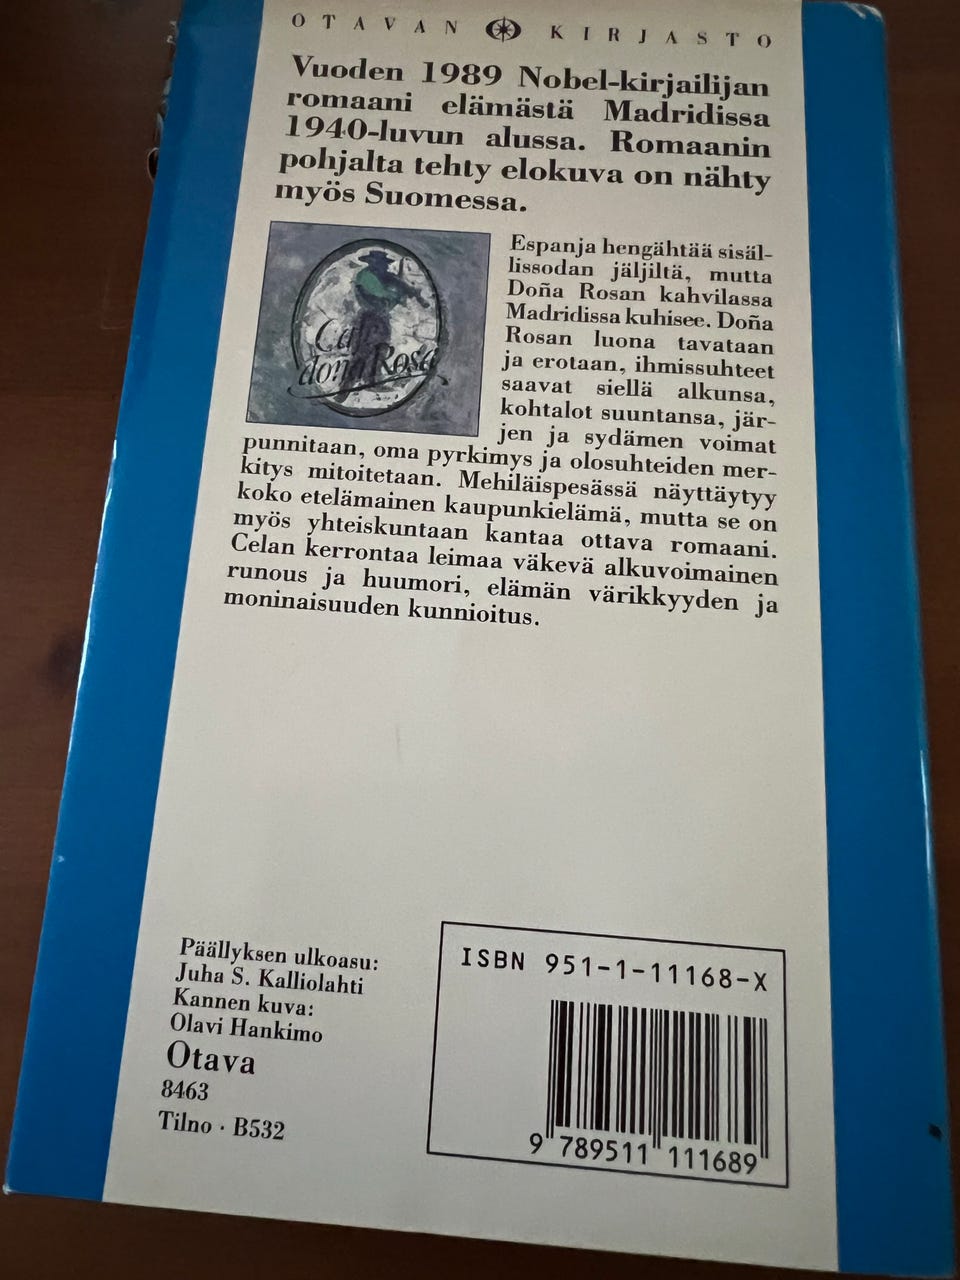 OTAVAN KIRJASTO
Vuoden 1989 Nobel-kirjailijan
romaani elämästä Madridissa
1940-luvun alussa. Romaanin
pohjalta tehty elokuva on nähty
myös Suomessa.
Café
doña Rosa
Espanja hengähtää sisäl-
lissodan jäljiltä, mutta
Doña Rosan kahvilassa
Madridissa kuhisee. Doña
Rosan luona tavataan
ja erotaan, ihmissuhteet
saavat siellä alkunsa,
kohtalot suuntansa, jär-
jen ja sydämen voimat
punnitaan, oma pyrkimys ja olosuhteiden mer-
kitys mitoitetaan. Mehiläispesässä näyttäytyy
koko etelämainen kaupunkielämä, mutta se on
myös yhteiskuntaan kantaa ottava romaani.
Celan kerrontaa leimaa väkevä alkuvoimainen
runous ja huumori, elämän värikkyyden ja
moninaisuuden kunnioitus.
Päällyksen ulkoasu:
Juha S. Kalliolahti
Kannen kuva:
Olavi Hankimo
Otava
8463
Tilno · B532
ISBN 951-1-11168-X
9 789511 111689